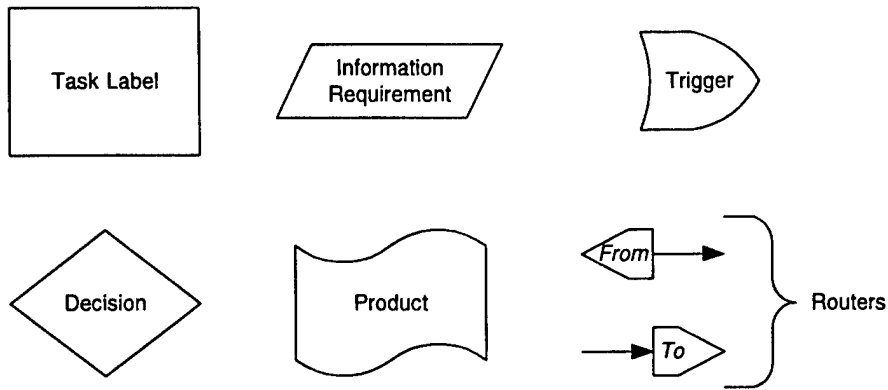 Task Label
Information
Requirement
Trigger
Decision
Product
From
To
Routers